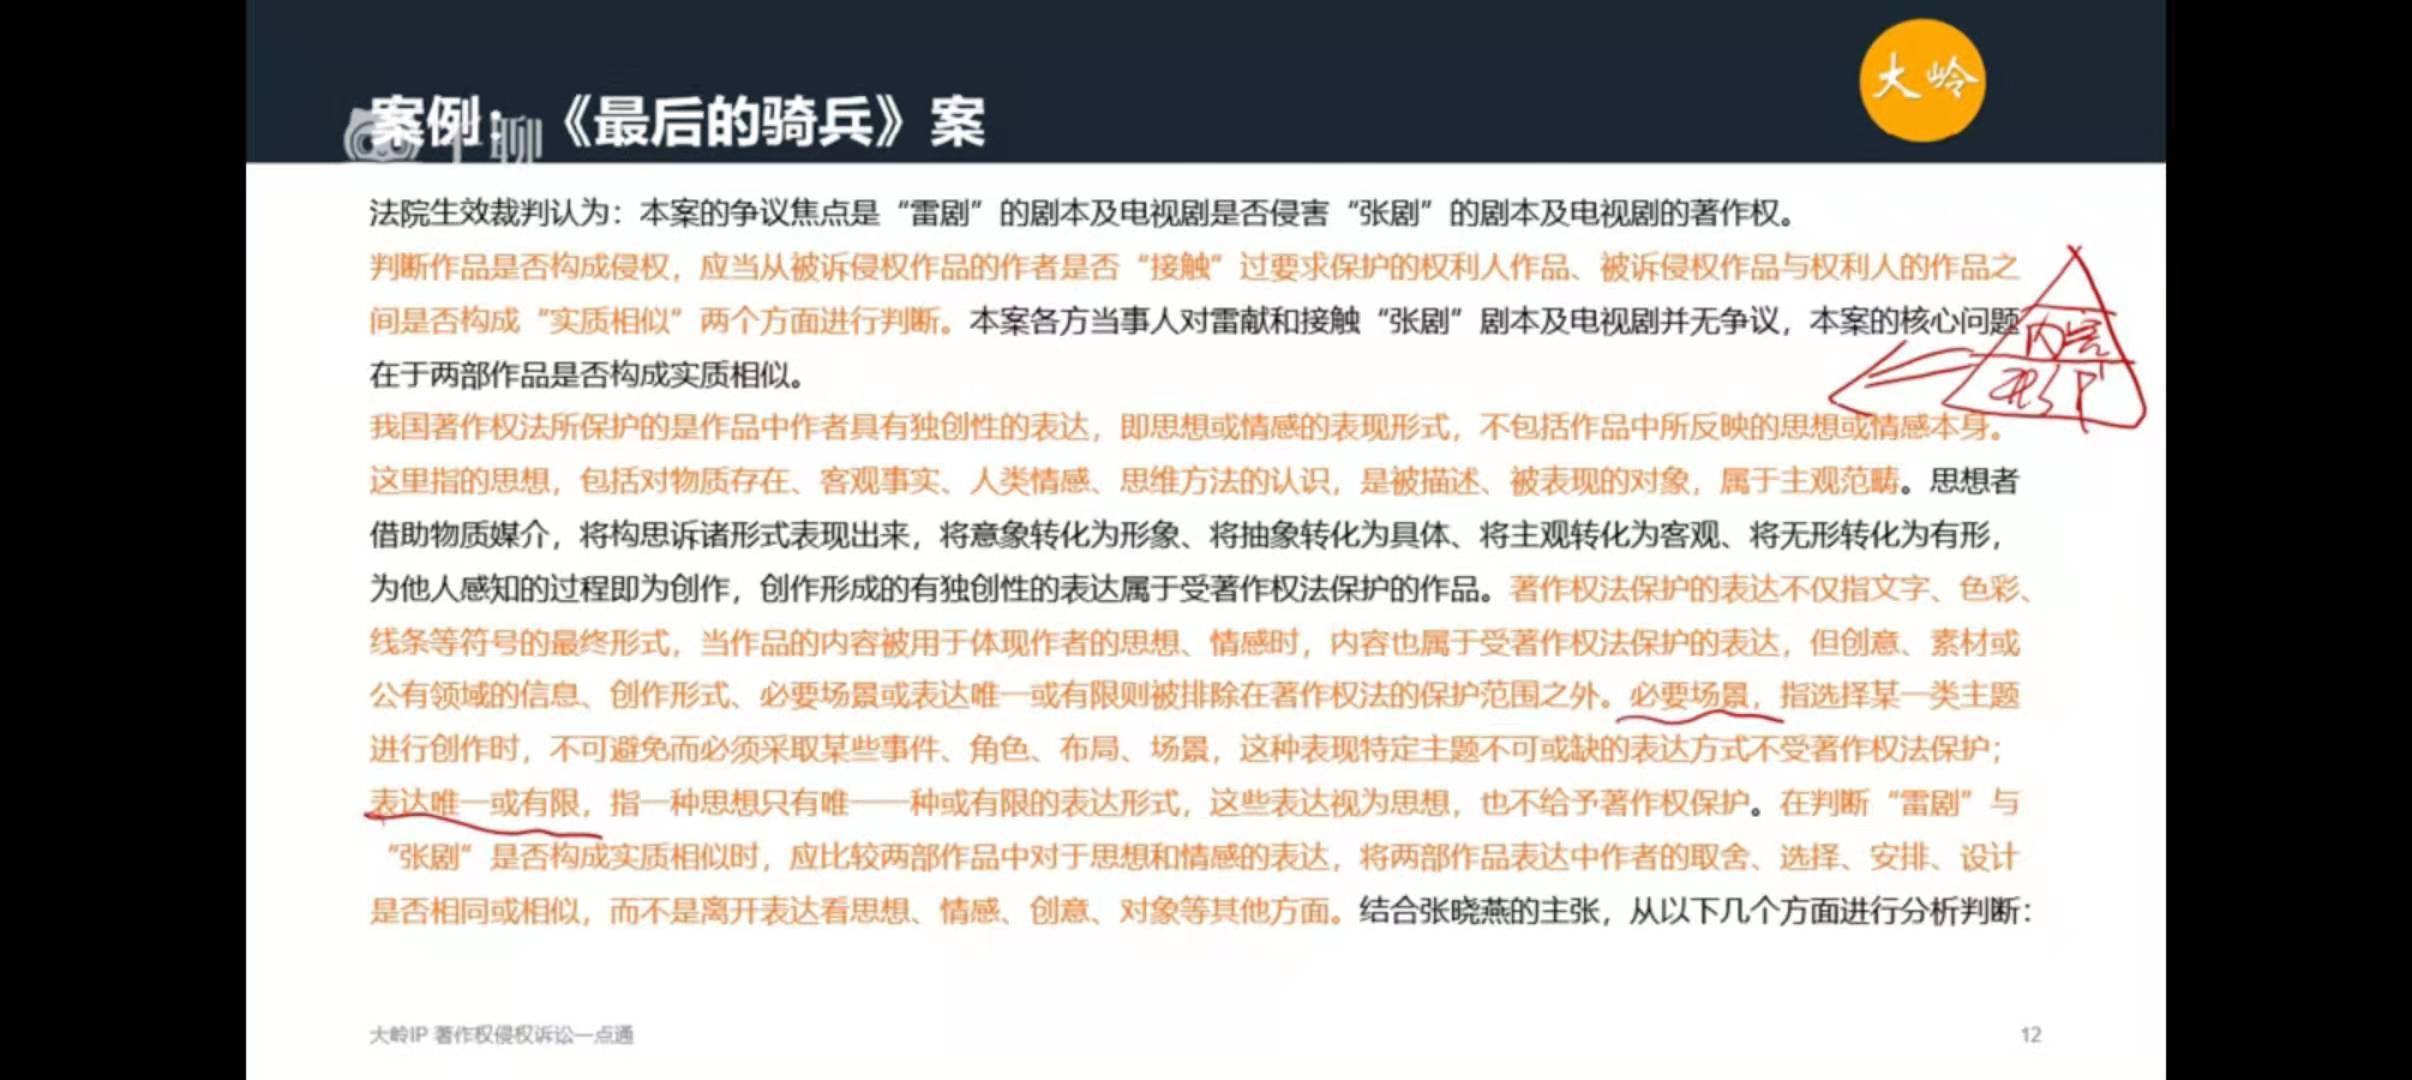 案例：《最后的骑兵》案
大岭
法院生效裁判认为：本案的争议焦点是“雷剧”的剧本及电视剧是否侵害“张剧”的剧本及电视剧的著作权。
判断作品是否构成侵权，应当从被诉侵权作品的作者是否“接触”过要求保护的权利人作品、被诉侵权作品与权利人的作品之
间是否构成“实质相似”两个方面进行判断。本案各方当事人对雷献和接触“张剧”剧本及电视剧并无争议，本案的核心问题
在于两部作品是否构成实质相似。
我国著作权法所保护的是作品中作者具有独创性的表达，即思想或情感的表现形式，不包括作品中所反映的思想或情感本身。
这里指的思想，包括对物质存在、客观事实、人类情感、思维方法的认识，是被描述、被表现的对象，属于主观范畴。思想者
借助物质媒介，将构思诉诸形式表现出来，将意象转化为形象、将抽象转化为具体、将主观转化为客观、将无形转化为有形，
为他人感知的过程即为创作，创作形成的有独创性的表达属于受著作权法保护的作品。著作权法保护的表达不仅指文字、色彩、
线条等符号的最终形式，当作品的内容被用于体现作者的思想、情感时，内容也属于受著作权法保护的表达，但创意、素材或
公有领域的信息、创作形式、必要场景或表达唯一或有限则被排除在著作权法的保护范围之外。必要场景，指选择某一类主题
进行创作时，不可避免而必须采取某些事件、角色、布局、场景，这种表现特定主题不可或缺的表达方式不受著作权法保护；
表达唯一或有限，指一种思想只有唯一一种或有限的表达形式，这些表达视为思想，也不给予著作权保护。在判断“雷剧”与
“张剧”是否构成实质相似时，应比较两部作品中对于思想和情感的表达，将两部作品表达中作者的取舍、选择、安排、设计
是否相同或相似，而不是离开表达看思想、情感、创意、对象等其他方面。结合张晓燕的主张，从以下几个方面进行分析判断：
内容
大岭IP 著作权侵权诉讼一点通
12